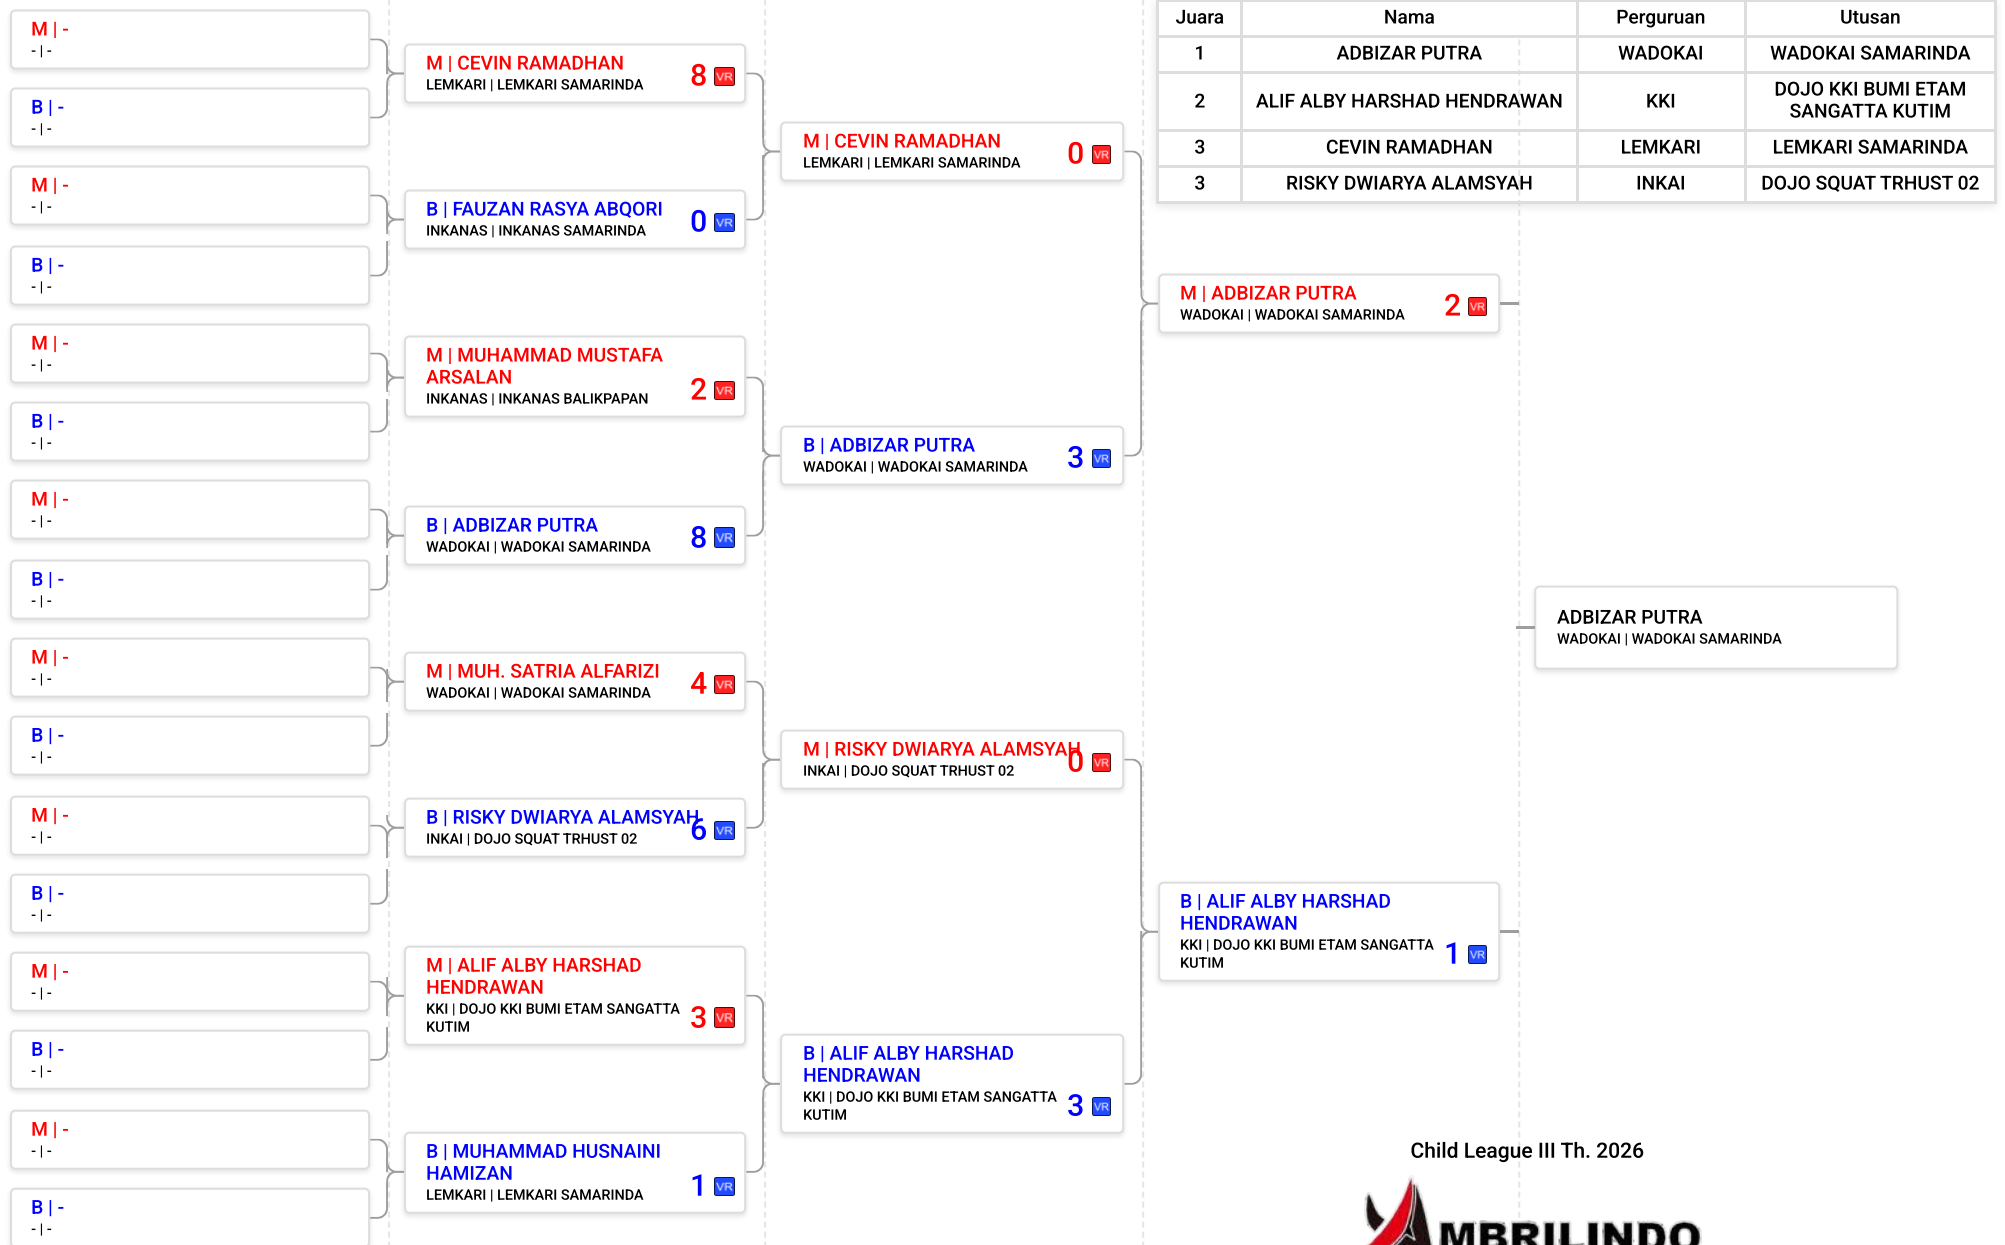 M | -
- | -
B | -
- | -
M | -
- | -
B | -
- | -
M | -
- | -
B | -
- | -
M | -
- | -
B | -
- | -
M | -
- | -
B | -
- | -
M | -
- | -
B | -
- | -
M | -
- | -
B | -
- | -
M | -
- | -
B | -
- | -
M | CEVIN RAMADHAN
LEMKARI | LEMKARI SAMARINDA
8 VR
B | FAUZAN RASYA ABQORI
INKANAS | INKANAS SAMARINDA
0 VR
M | MUHAMMAD MUSTAFA
ARSALAN
INKANAS | INKANAS BALIKPAPAN
2 VR
B | ADBIZAR PUTRA
WADOKAI | WADOKAI SAMARINDA
8 VR
M | MUH. SATRIA ALFARIZI
WADOKAI | WADOKAI SAMARINDA
4 VR
B | RISKY DWIARYA ALAMSYAH
INKAI | DOJO SQUAT TRHUST 02
6 VR
M | ALIF ALBY HARSHAD
HENDRAWAN
KKI | DOJO KKI BUMI ETAM SANGATTA
KUTIM
3 VR
B | MUHAMMAD HUSNAINI
HAMIZAN
LEMKARI | LEMKARI SAMARINDA
1 VR
M | CEVIN RAMADHAN
LEMKARI | LEMKARI SAMARINDA
0 VR
B | ADBIZAR PUTRA
WADOKAI | WADOKAI SAMARINDA
3 VR
M | RISKY DWIARYA ALAMSYAH
INKAI | DOJO SQUAT TRHUST 02
0 VR
B | ALIF ALBY HARSHAD
HENDRAWAN
KKI | DOJO KKI BUMI ETAM SANGATTA
KUTIM
3 VR
M | ADBIZAR PUTRA
WADOKAI | WADOKAI SAMARINDA
2 VR
B | ALIF ALBY HARSHAD
HENDRAWAN
KKI | DOJO KKI BUMI ETAM SANGATTA
KUTIM
1 VR
ADBIZAR PUTRA
WADOKAI | WADOKAI SAMARINDA
Juara Nama Perguruan Utusan
1 ADBIZAR PUTRA WADOKAI WADOKAI SAMARINDA
2 ALIF ALBY HARSHAD HENDRAWAN KKI DOJO KKI BUMI ETAM
SANGATTA KUTIM
3 CEVIN RAMADHAN LEMKARI LEMKARI SAMARINDA
3 RISKY DWIARYA ALAMSYAH INKAI DOJO SQUAT TRHUST 02
Child League III Th. 2026
MBRILINDO